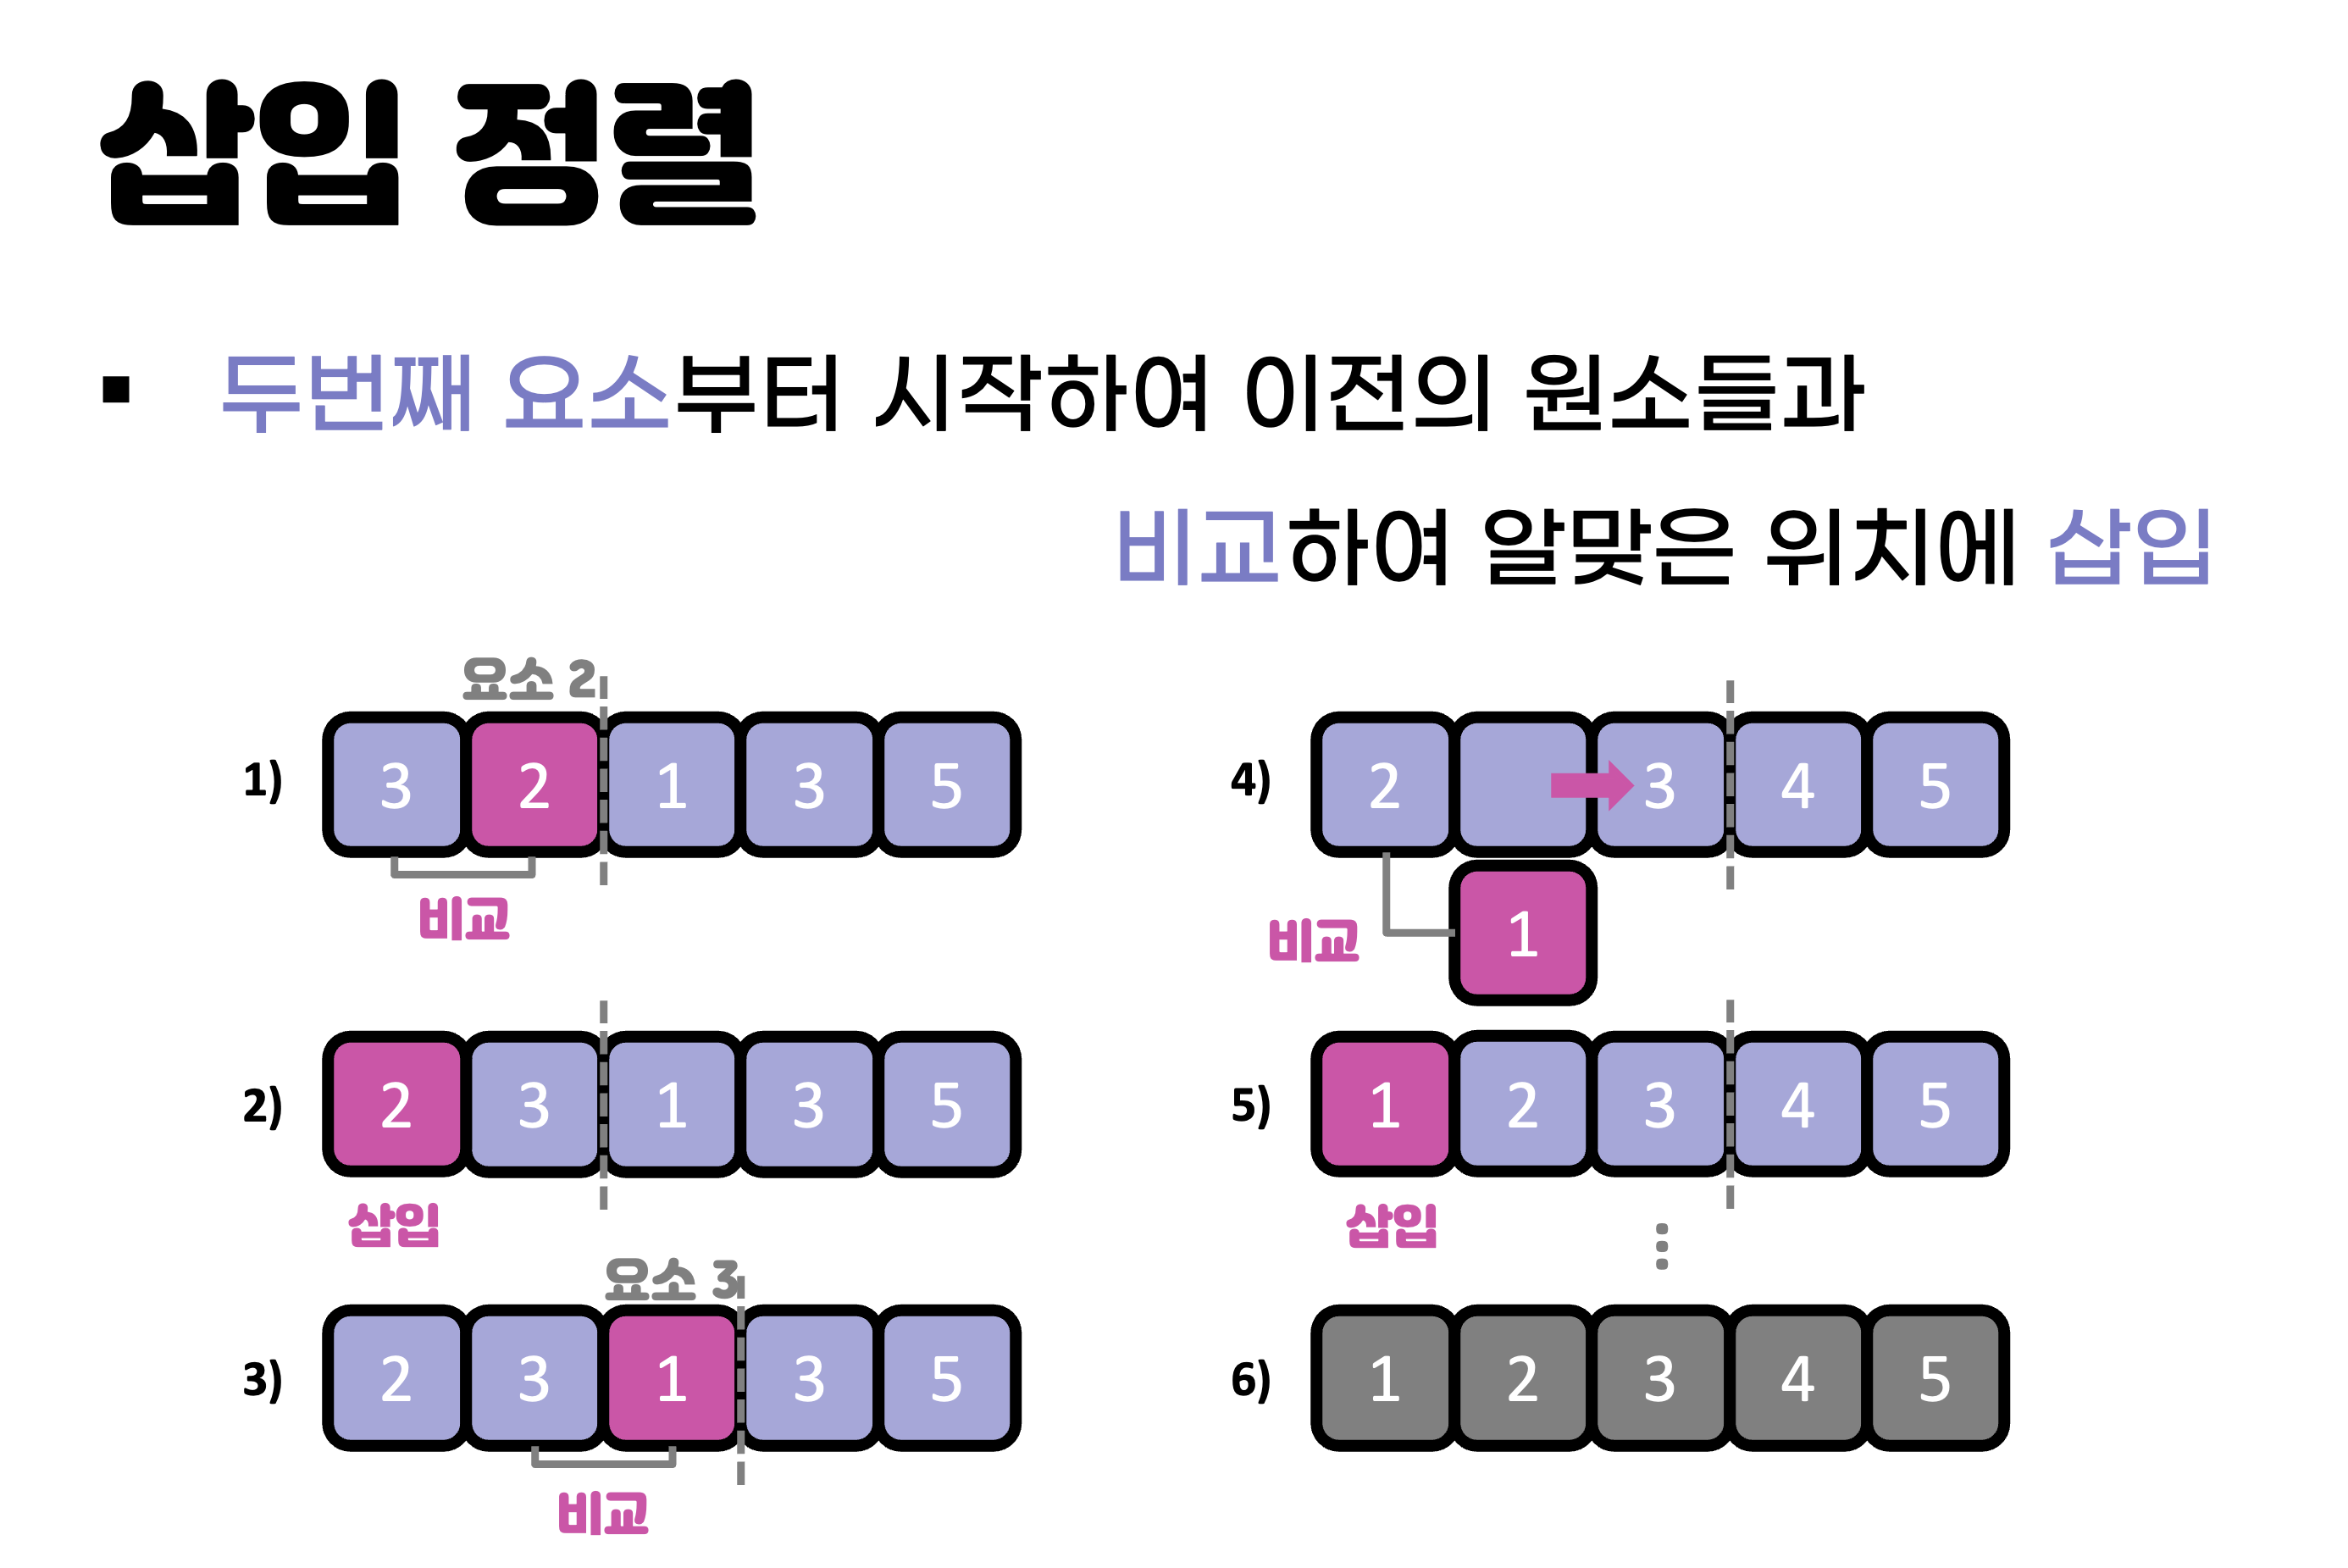 삽입 정렬
▪ 두번째 요소부터 시작하여 이전의 원소들과
비교하여 알맞은 위치에 삽입
요소 2
1) 3 2 1 3 5
비교
2) 2 3 1 3 5
삽입
요소 3
3) 2 3 1 3 5
비교
4) 2 3 4 5
1
비교
5) 1 2 3 4 5
삽입
⋮
6) 1 2 3 4 5